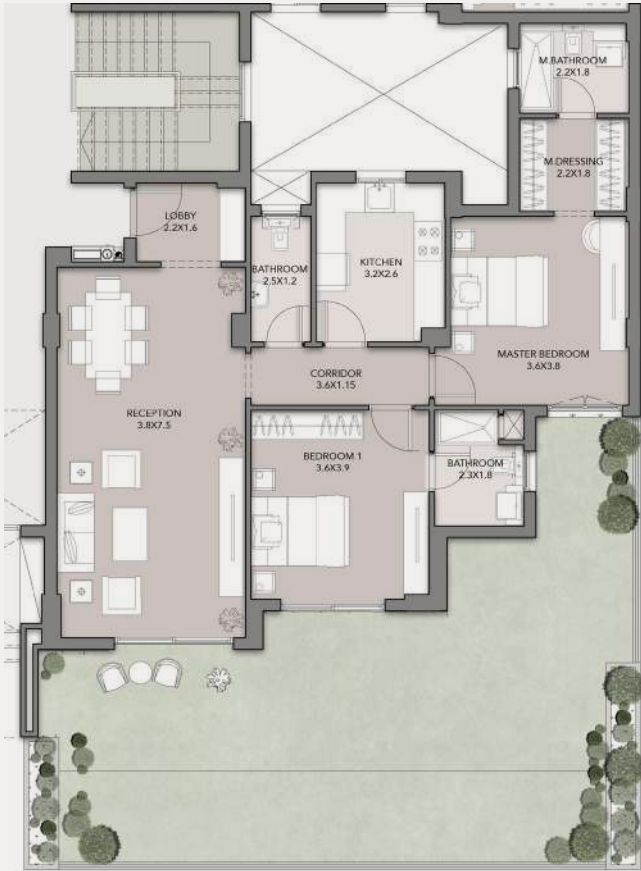 M.BATHROOM
2.2X1.8
M.DRESSING
2.2X1.8
LOBBY
2.2X1.6
BATHROOM
2.5X1.2
KITCHEN
3.2X2.6
MASTER BEDROOM
3.6X3.8
CORRIDOR
3.6X1.15
RECEPTION
3.8X7.5
BEDROOM 1
3.6X3.9
BATHROOM
2.3X1.8